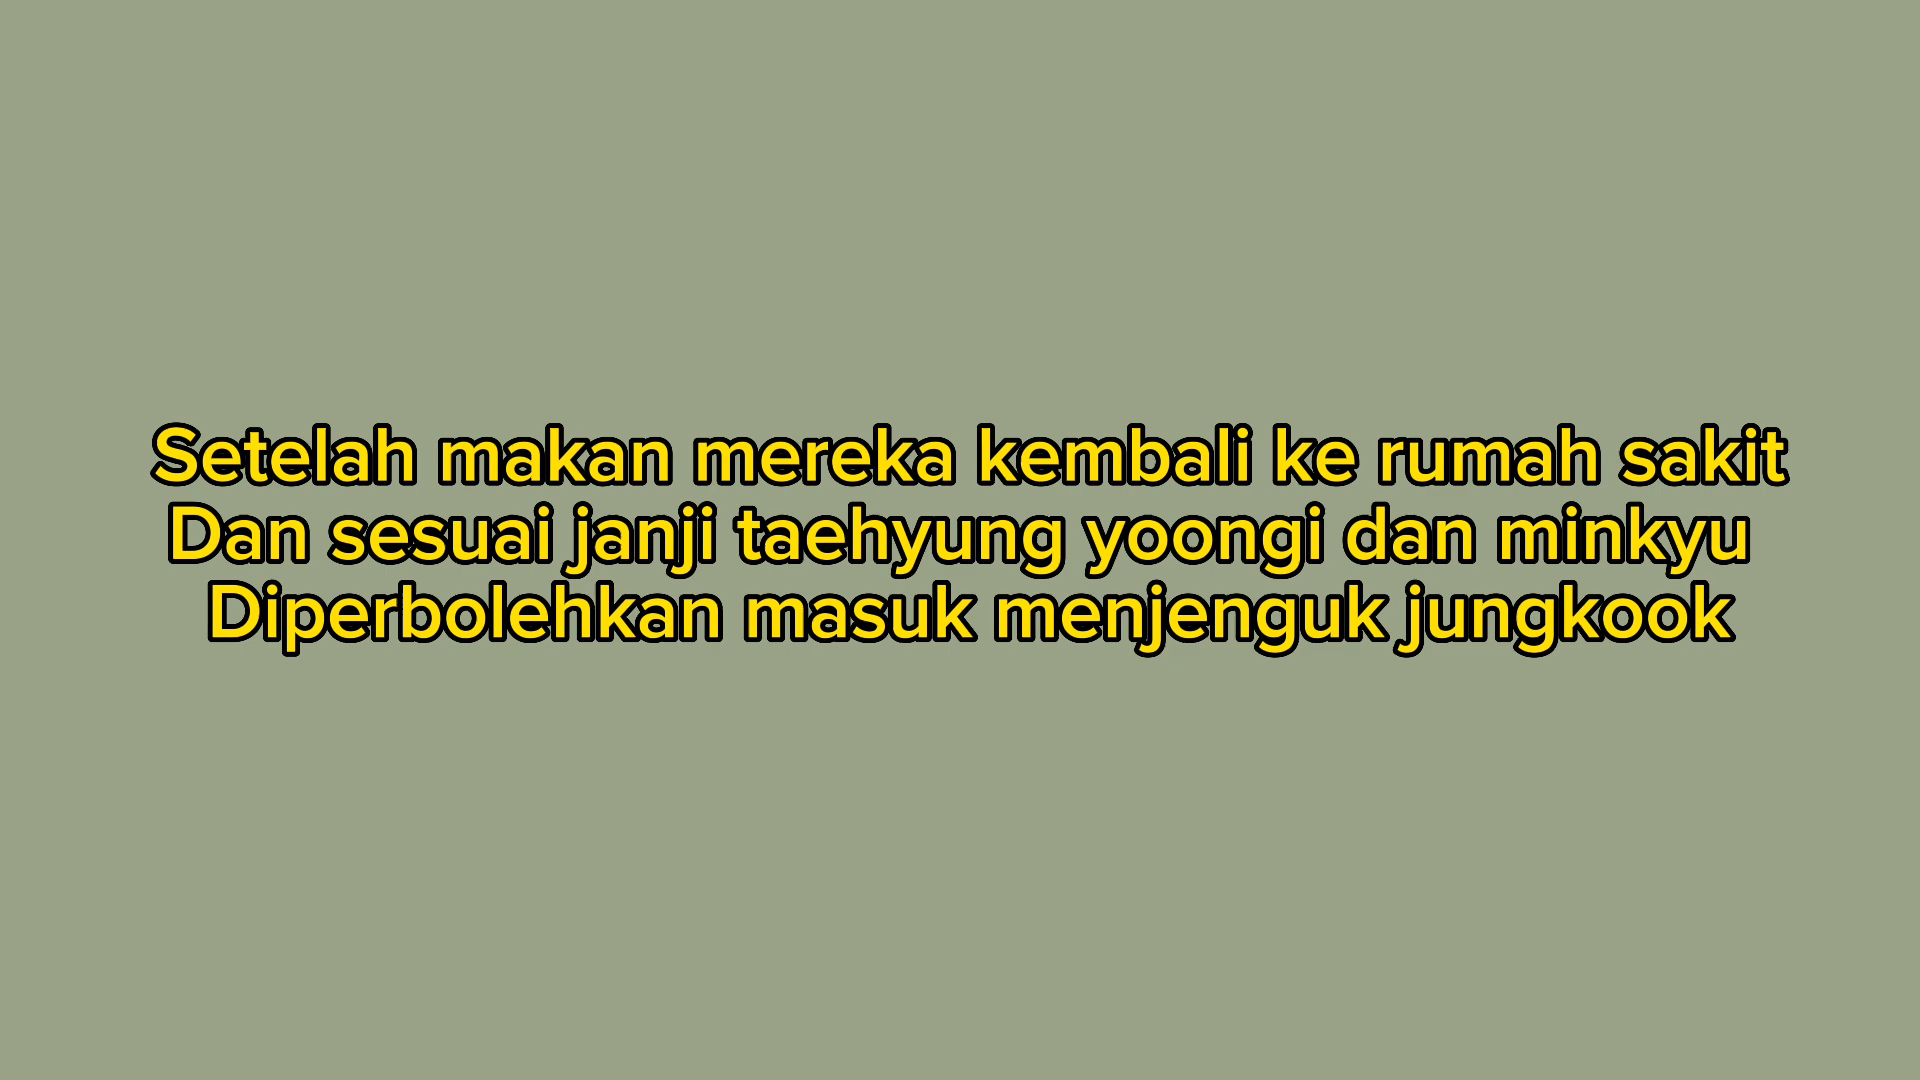 Setelah makan mereka kembali ke rumah sakit
Dan sesuai janji taehyung yoongi dan minkyu
Diperbolehkan masuk menjenguk jungkook